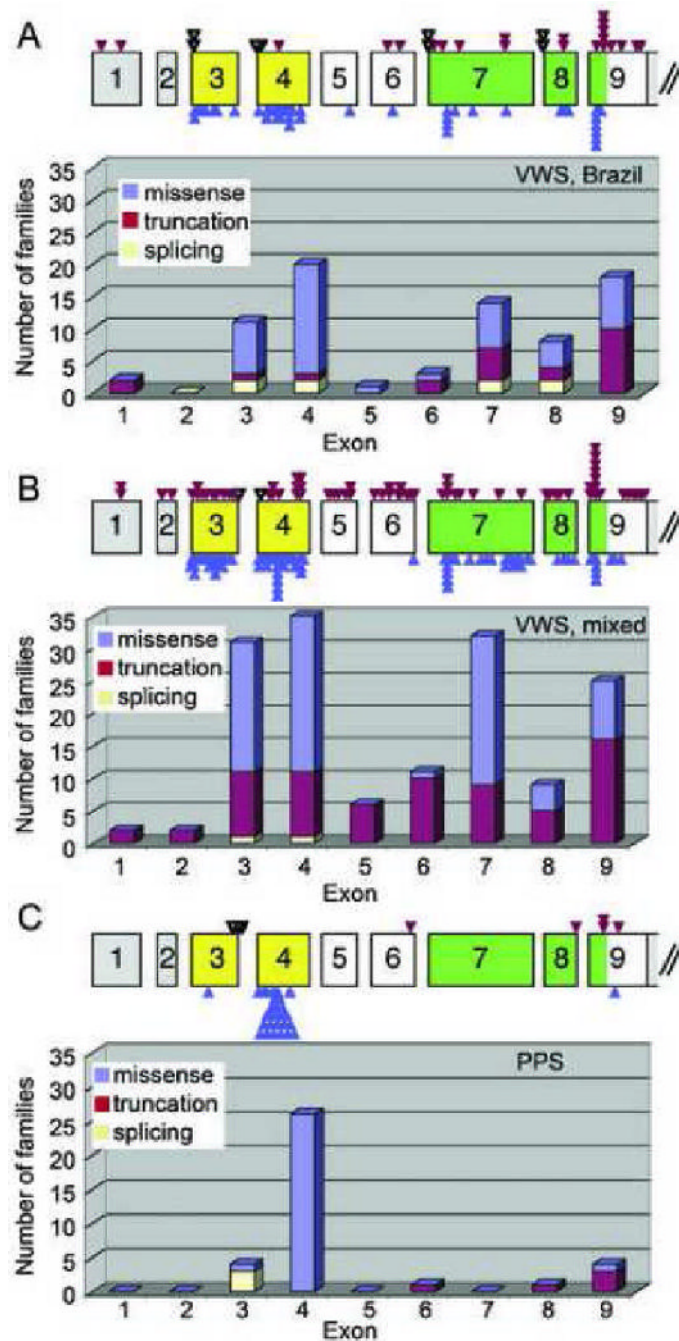 A
1 2 3 4 5 6 7 8 9 //
VWS, Brazil
missense
truncation
splicing
Number of families
35
30
25
20
15
10
5
0
1 2 3 4 5 6 7 8 9
Exon
B
1 2 3 4 5 6 7 8 9 //
VWS, mixed
missense
truncation
splicing
Number of families
35
30
25
20
15
10
5
0
1 2 3 4 5 6 7 8 9
Exon
C
1 2 3 4 5 6 7 8 9 //
PPS
missense
truncation
splicing
Number of families
35
30
25
20
15
10
5
0
1 2 3 4 5 6 7 8 9
Exon